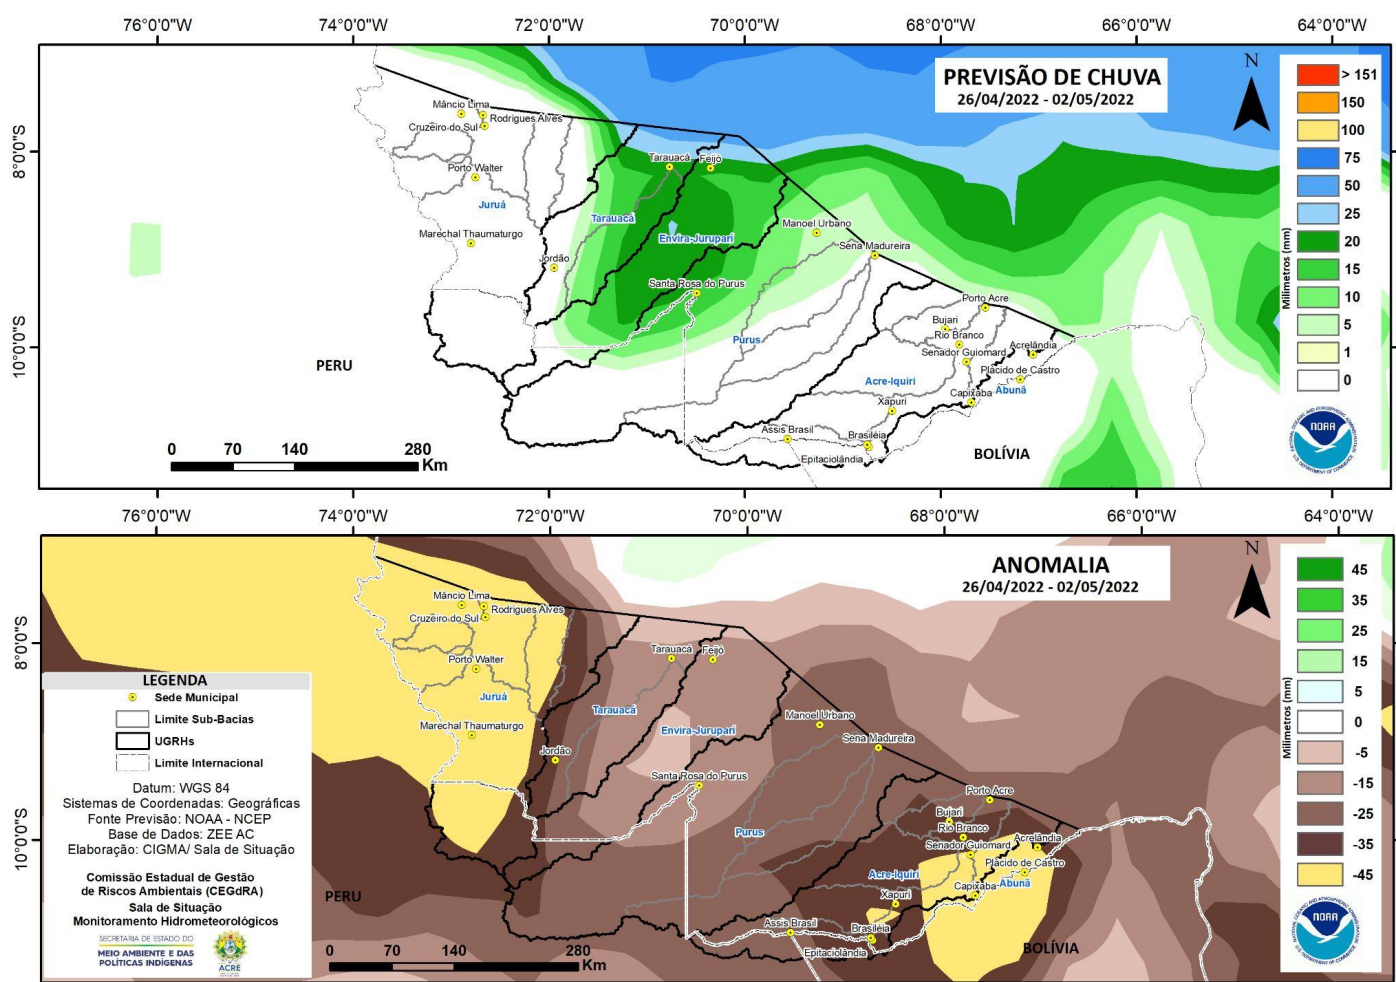 76°0'0"W 74°0'0"W 72°0'0"W 70°0'0"W 68°0'0"W 66°0'0"W 64°0'0"W
8°0'0"S
10°0'0"S
PREVISÃO DE CHUVA
26/04/2022 - 02/05/2022
N
Milimetros (mm)
> 151
150
100
75
50
25
20
15
10
5
1
0
NOAA
Mâncio Lima
Rodrigues Alves
Cruzeiro do Sul
Porto Walter
Juruá
Marechal Thaumaturgo
Jordão
Tarauacá
Feijó
Tarauacá
Envira-Jurupari
Santa Rosa do Purus
Manoel Urbano
Sena Madureira
Purus
Porto Acre
Bujari
Rio Branco
Senador Guiomard
Acrelândia
Plácido de Castro
Abunã
Acre-Iquiri
Capixaba
Xapuri
Assis Brasil
Brasiléia
Epitaciolândia
PERU
BOLÍVIA
0 70 140 280
Km
76°0'0"W 74°0'0"W 72°0'0"W 70°0'0"W 68°0'0"W 66°0'0"W 64°0'0"W
8°0'0"S
10°0'0"S
ANOMALIA
26/04/2022 - 02/05/2022
N
Milimetros (mm)
45
35
25
15
5
0
-5
-15
-25
-35
-45
NOAA
Mâncio Lima
Rodrigues Alves
Cruzeiro do Sul
Porto Walter
Juruá
Marechal Thaumaturgo
Jordão
Tarauacá
Feijó
Tarauacá
Envira-Jurupari
Santa Rosa do Purus
Manoel Urbano
Sena Madureira
Purus
Porto Acre
Bujari
Rio Branco
Senador Guiomard
Acrelândia
Plácido de Castro
Abunã
Acre-Iquiri
Capixaba
Xapuri
Assis Brasil
Brasiléia
Epitaciolândia
PERU
BOLÍVIA
0 70 140 280
Km
LEGENDA
Sede Municipal
Limite Sub-Bacias
UGRHs
Limite Internacional
Datum: WGS 84
Sistemas de Coordenadas: Geográficas
Fonte Previsão: NOAA - NCEP
Base de Dados: ZEE AC
Elaboração: CIGMA/ Sala de Situação
Comissão Estadual de Gestão
de Riscos Ambientais (CEGdRA)
Sala de Situação
Monitoramento Hidrometeorológicos
SECRETARIA DE ESTADO DO
MEIO AMBIENTE E DAS
POLÍTICAS INDÍGENAS
ACRE